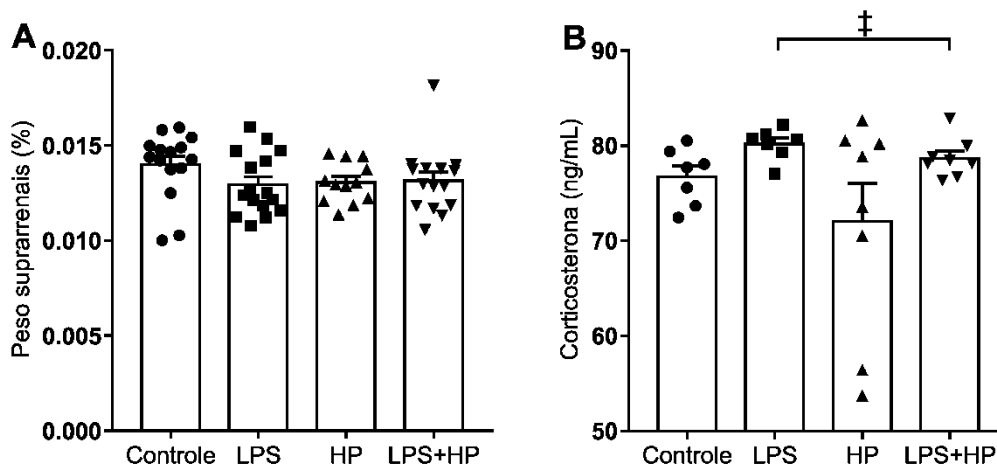 A
Peso suprarrenais (%)
0.020
0.015
0.010
0.005
0.000
Controle LPS HP LPS+HP
B
‡
Corticosterona (ng/mL)
90
80
70
60
50
Controle LPS HP LPS+HP